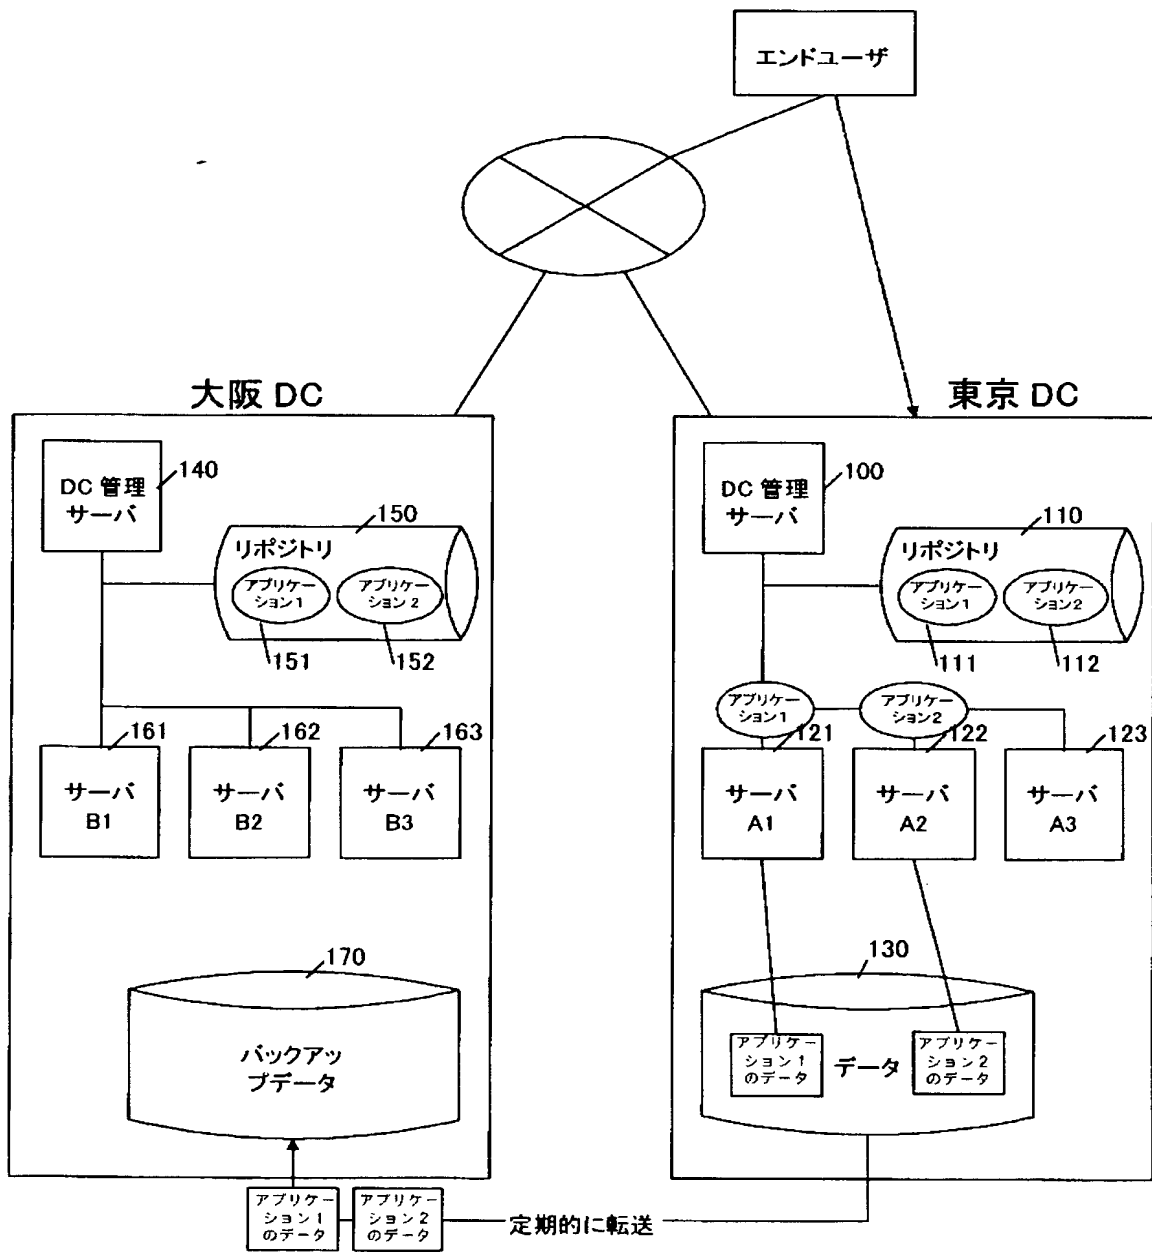 エンドユーザ
大阪 DC
東京 DC
DC 管理
サーバ
140
150
リポジトリ
アプリケー
ション1
アプリケー
ション2
151
152
161
162
163
サーバ
B1
サーバ
B2
サーバ
B3
170
バックアッ
プデータ
DC 管理
サーバ
100
110
リポジトリ
アプリケー
ション1
アプリケー
ション2
111
112
アプリケー
ション1
アプリケー
ション2
121
122
123
サーバ
A1
サーバ
A2
サーバ
A3
130
アプリケー
ション1
のデータ
データ
アプリケー
ション2
のデータ
アプリケー
ション1
のデータ
アプリケー
ション2
のデータ
定期的に転送